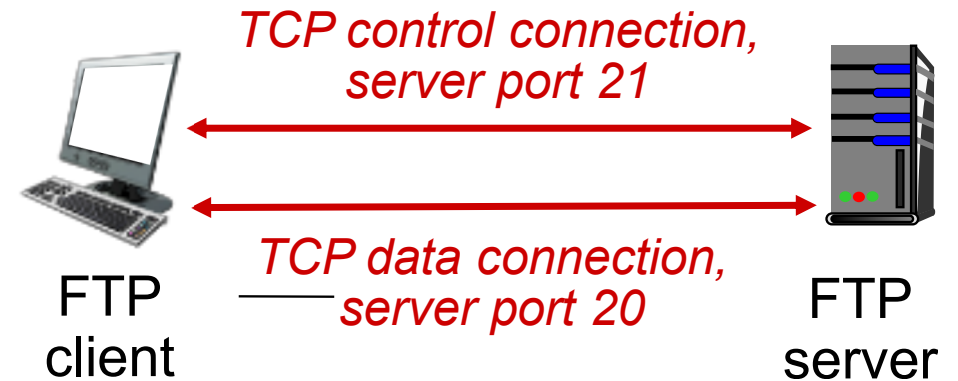 TCP control connection,
server port 21
TCP data connection,
server port 20
FTP
client
FTP
server